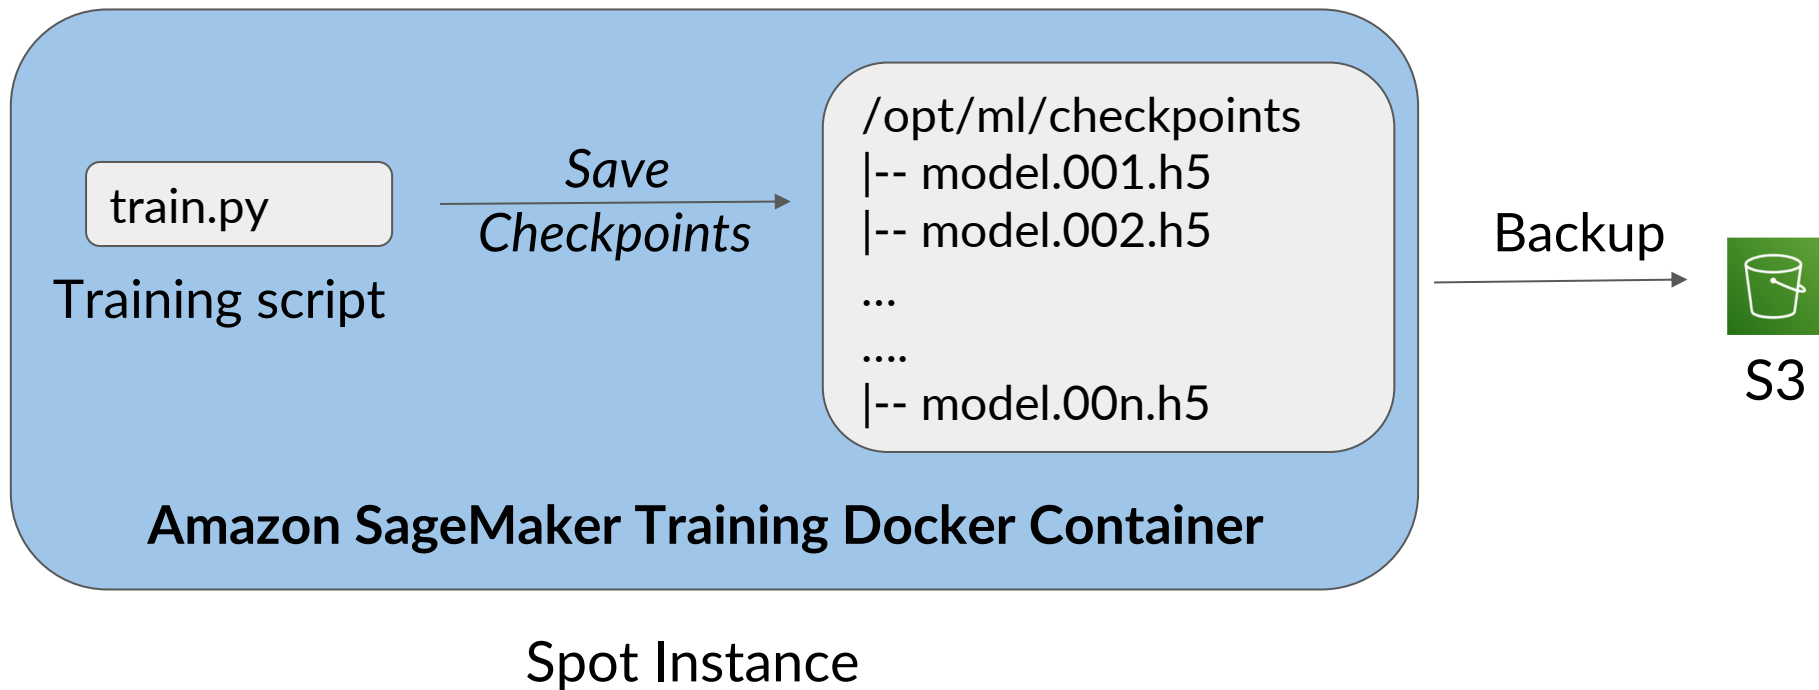 train.py
Training script
Save
Checkpoints
/opt/ml/checkpoints
|-- model.001.h5
|-- model.002.h5
...
....
|-- model.00n.h5
Amazon SageMaker Training Docker Container
Backup
S3
Spot Instance